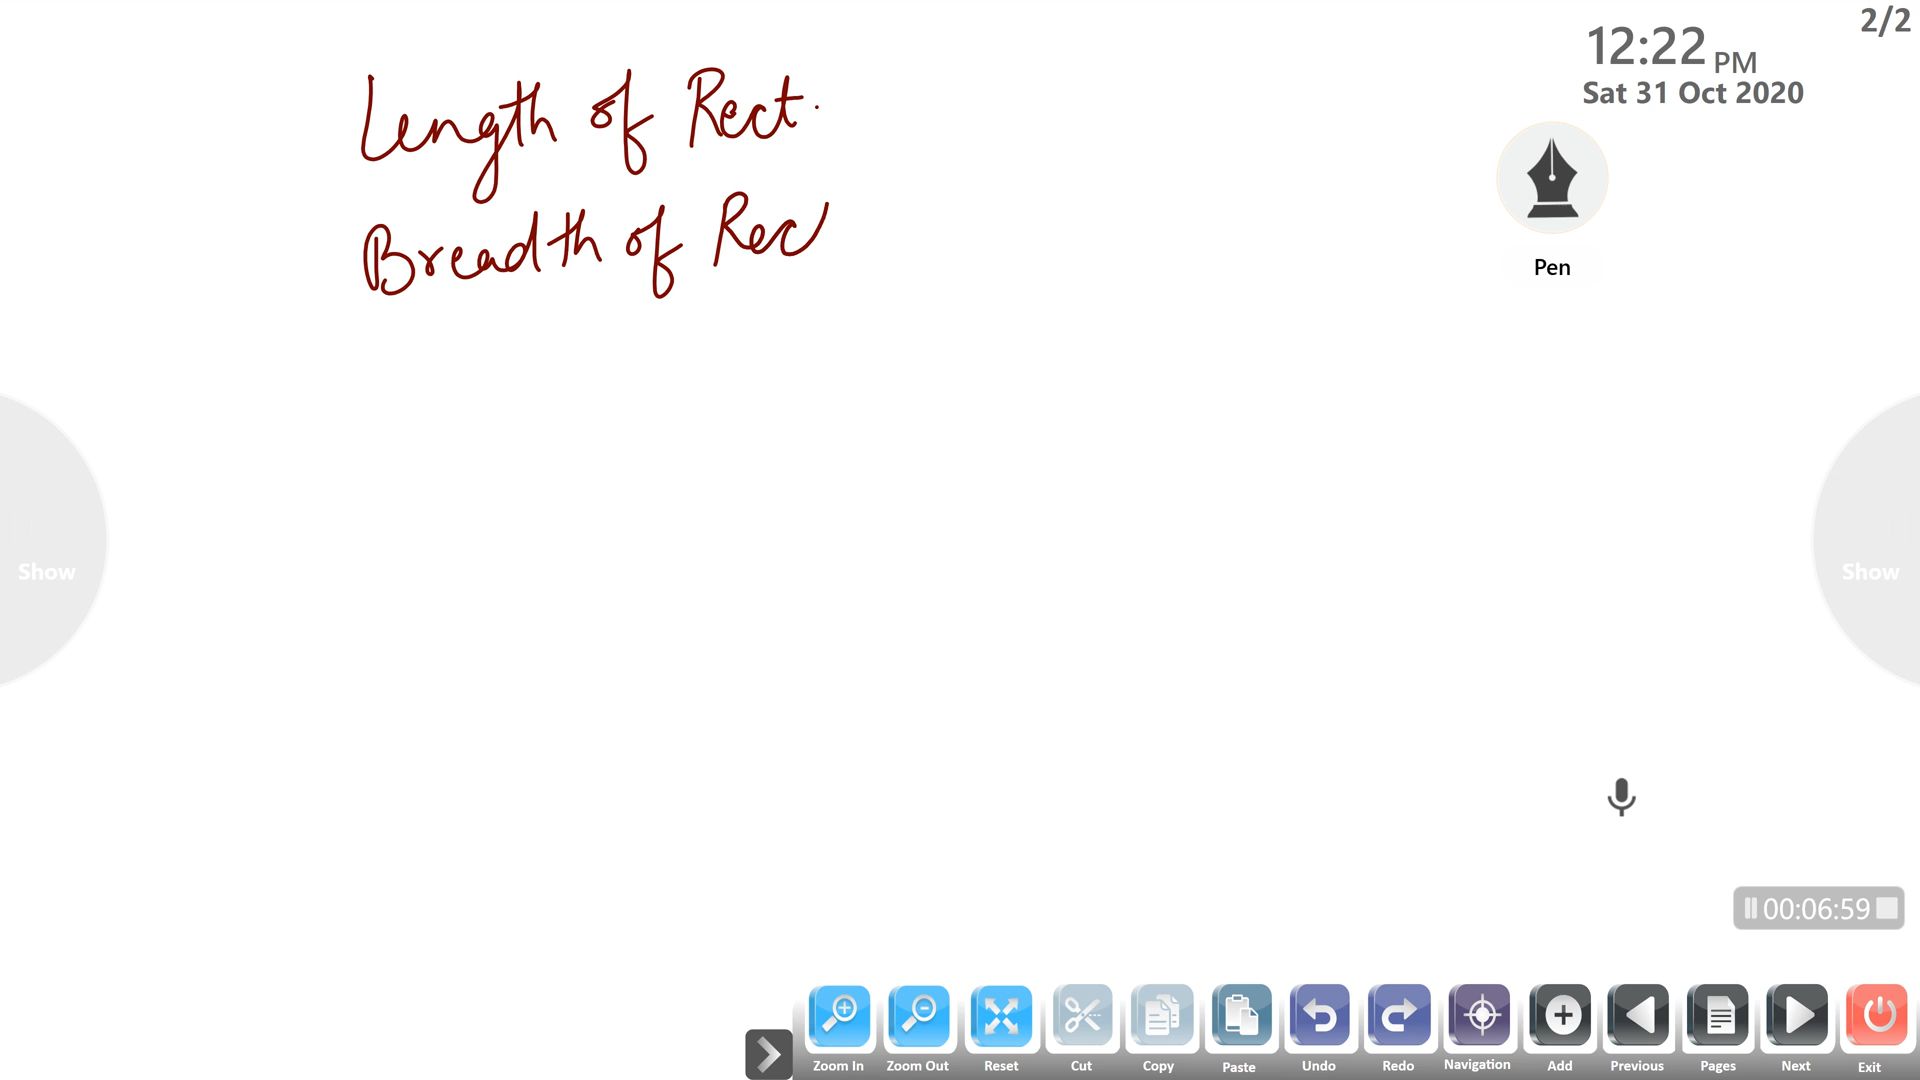 2/2
12:22 PM
Sat 31 Oct 2020
Length of Rect.
Breadth of Rec
Pen
Show
Show
00:06:59
Zoom In Zoom Out Reset Cut Copy Paste Undo Redo Navigation Add Previous Pages Next Exit